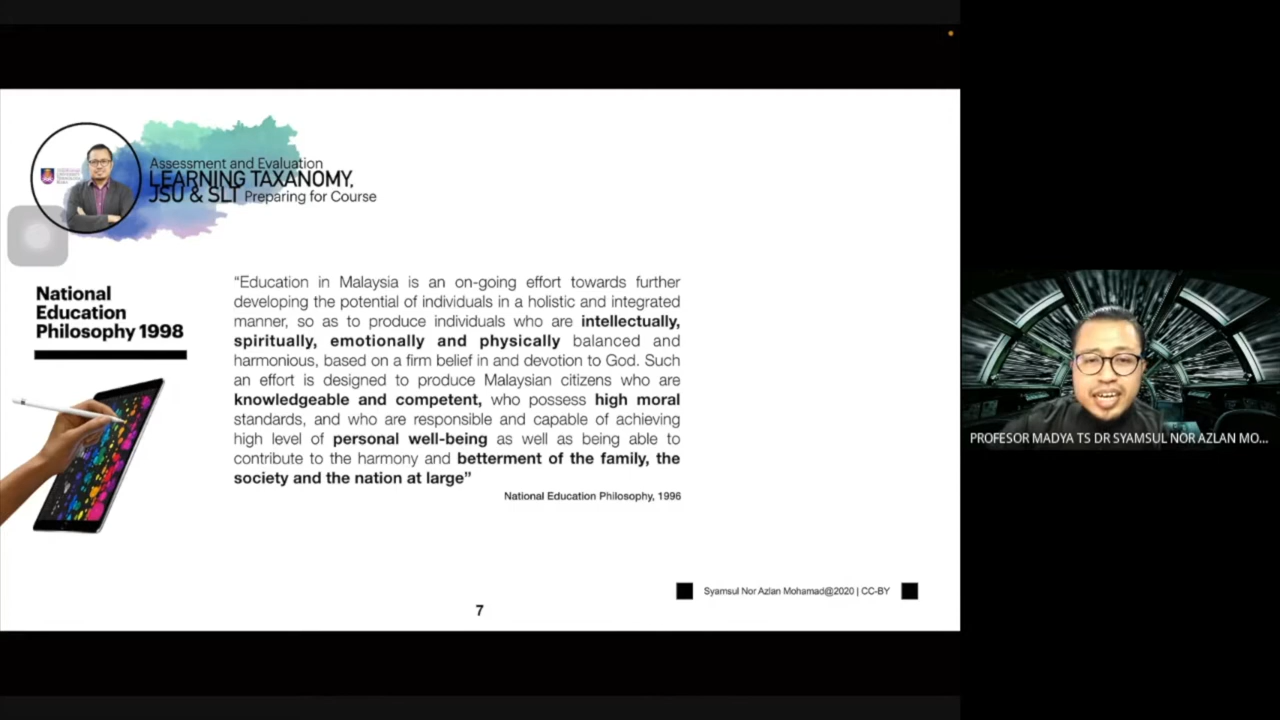 Assessment and Evaluation
LEARNING TAXANOMY,
JSU & SLT Preparing for Course
National
Education
Philosophy 1998
“Education in Malaysia is an on-going effort towards further
developing the potential of individuals in a holistic and integrated
manner, so as to produce individuals who are intellectually,
spiritually, emotionally and physically balanced and
harmonious, based on a firm belief in and devotion to God. Such
an effort is designed to produce Malaysian citizens who are
knowledgeable and competent, who possess high moral
standards, and who are responsible and capable of achieving
high level of personal well-being as well as being able to
contribute to the harmony and betterment of the family, the
society and the nation at large”
National Education Philosophy, 1996
Syamsul Nor Azlan Mohamad@2020 | CC-BY
7
PROFESOR MADYA TS DR SYAMSUL NOR AZLAN MO...